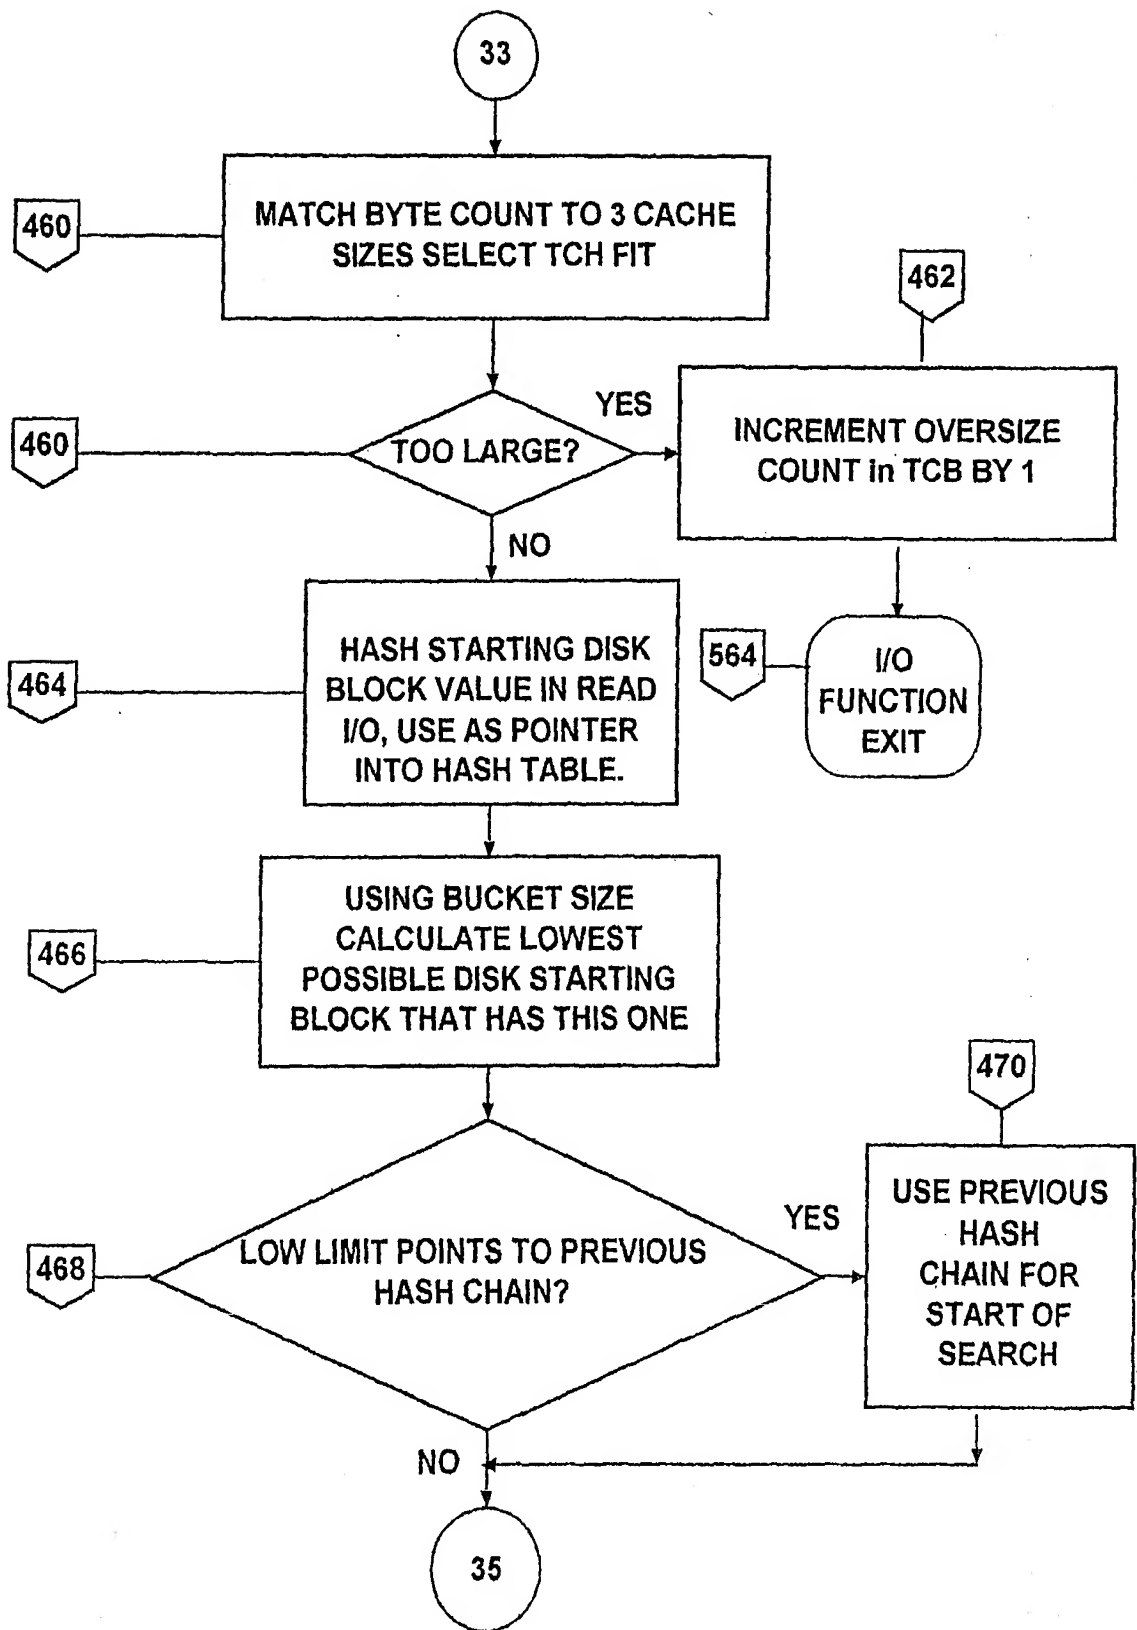 33
460
MATCH BYTE COUNT TO 3 CACHE
SIZES SELECT TCH FIT
462
460
TOO LARGE?
YES
INCREMENT OVERSIZE
COUNT in TCB BY 1
NO
464
HASH STARTING DISK
BLOCK VALUE IN READ
I/O, USE AS POINTER
INTO HASH TABLE.
564
I/O
FUNCTION
EXIT
466
USING BUCKET SIZE
CALCULATE LOWEST
POSSIBLE DISK STARTING
BLOCK THAT HAS THIS ONE
470
468
LOW LIMIT POINTS TO PREVIOUS
HASH CHAIN?
YES
USE PREVIOUS
HASH
CHAIN FOR
START OF
SEARCH
NO
35